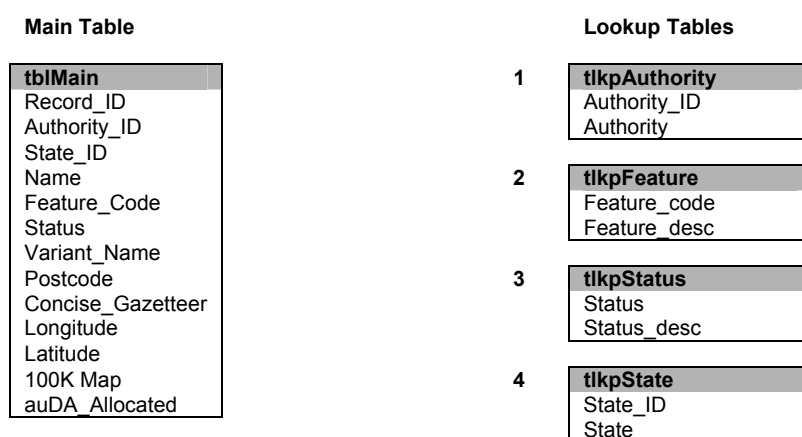 Main Table
tblMain
Record_ID
Authority_ID
State_ID
Name
Feature_Code
Status
Variant_Name
Postcode
Concise_Gazetteer
Longitude
Latitude
100K Map
auDA_Allocated
Lookup Tables
1 tlkpAuthority
Authority_ID
Authority
2 tlkpFeature
Feature_code
Feature_desc
3 tlkpStatus
Status
Status_desc
4 tlkpState
State_ID
State